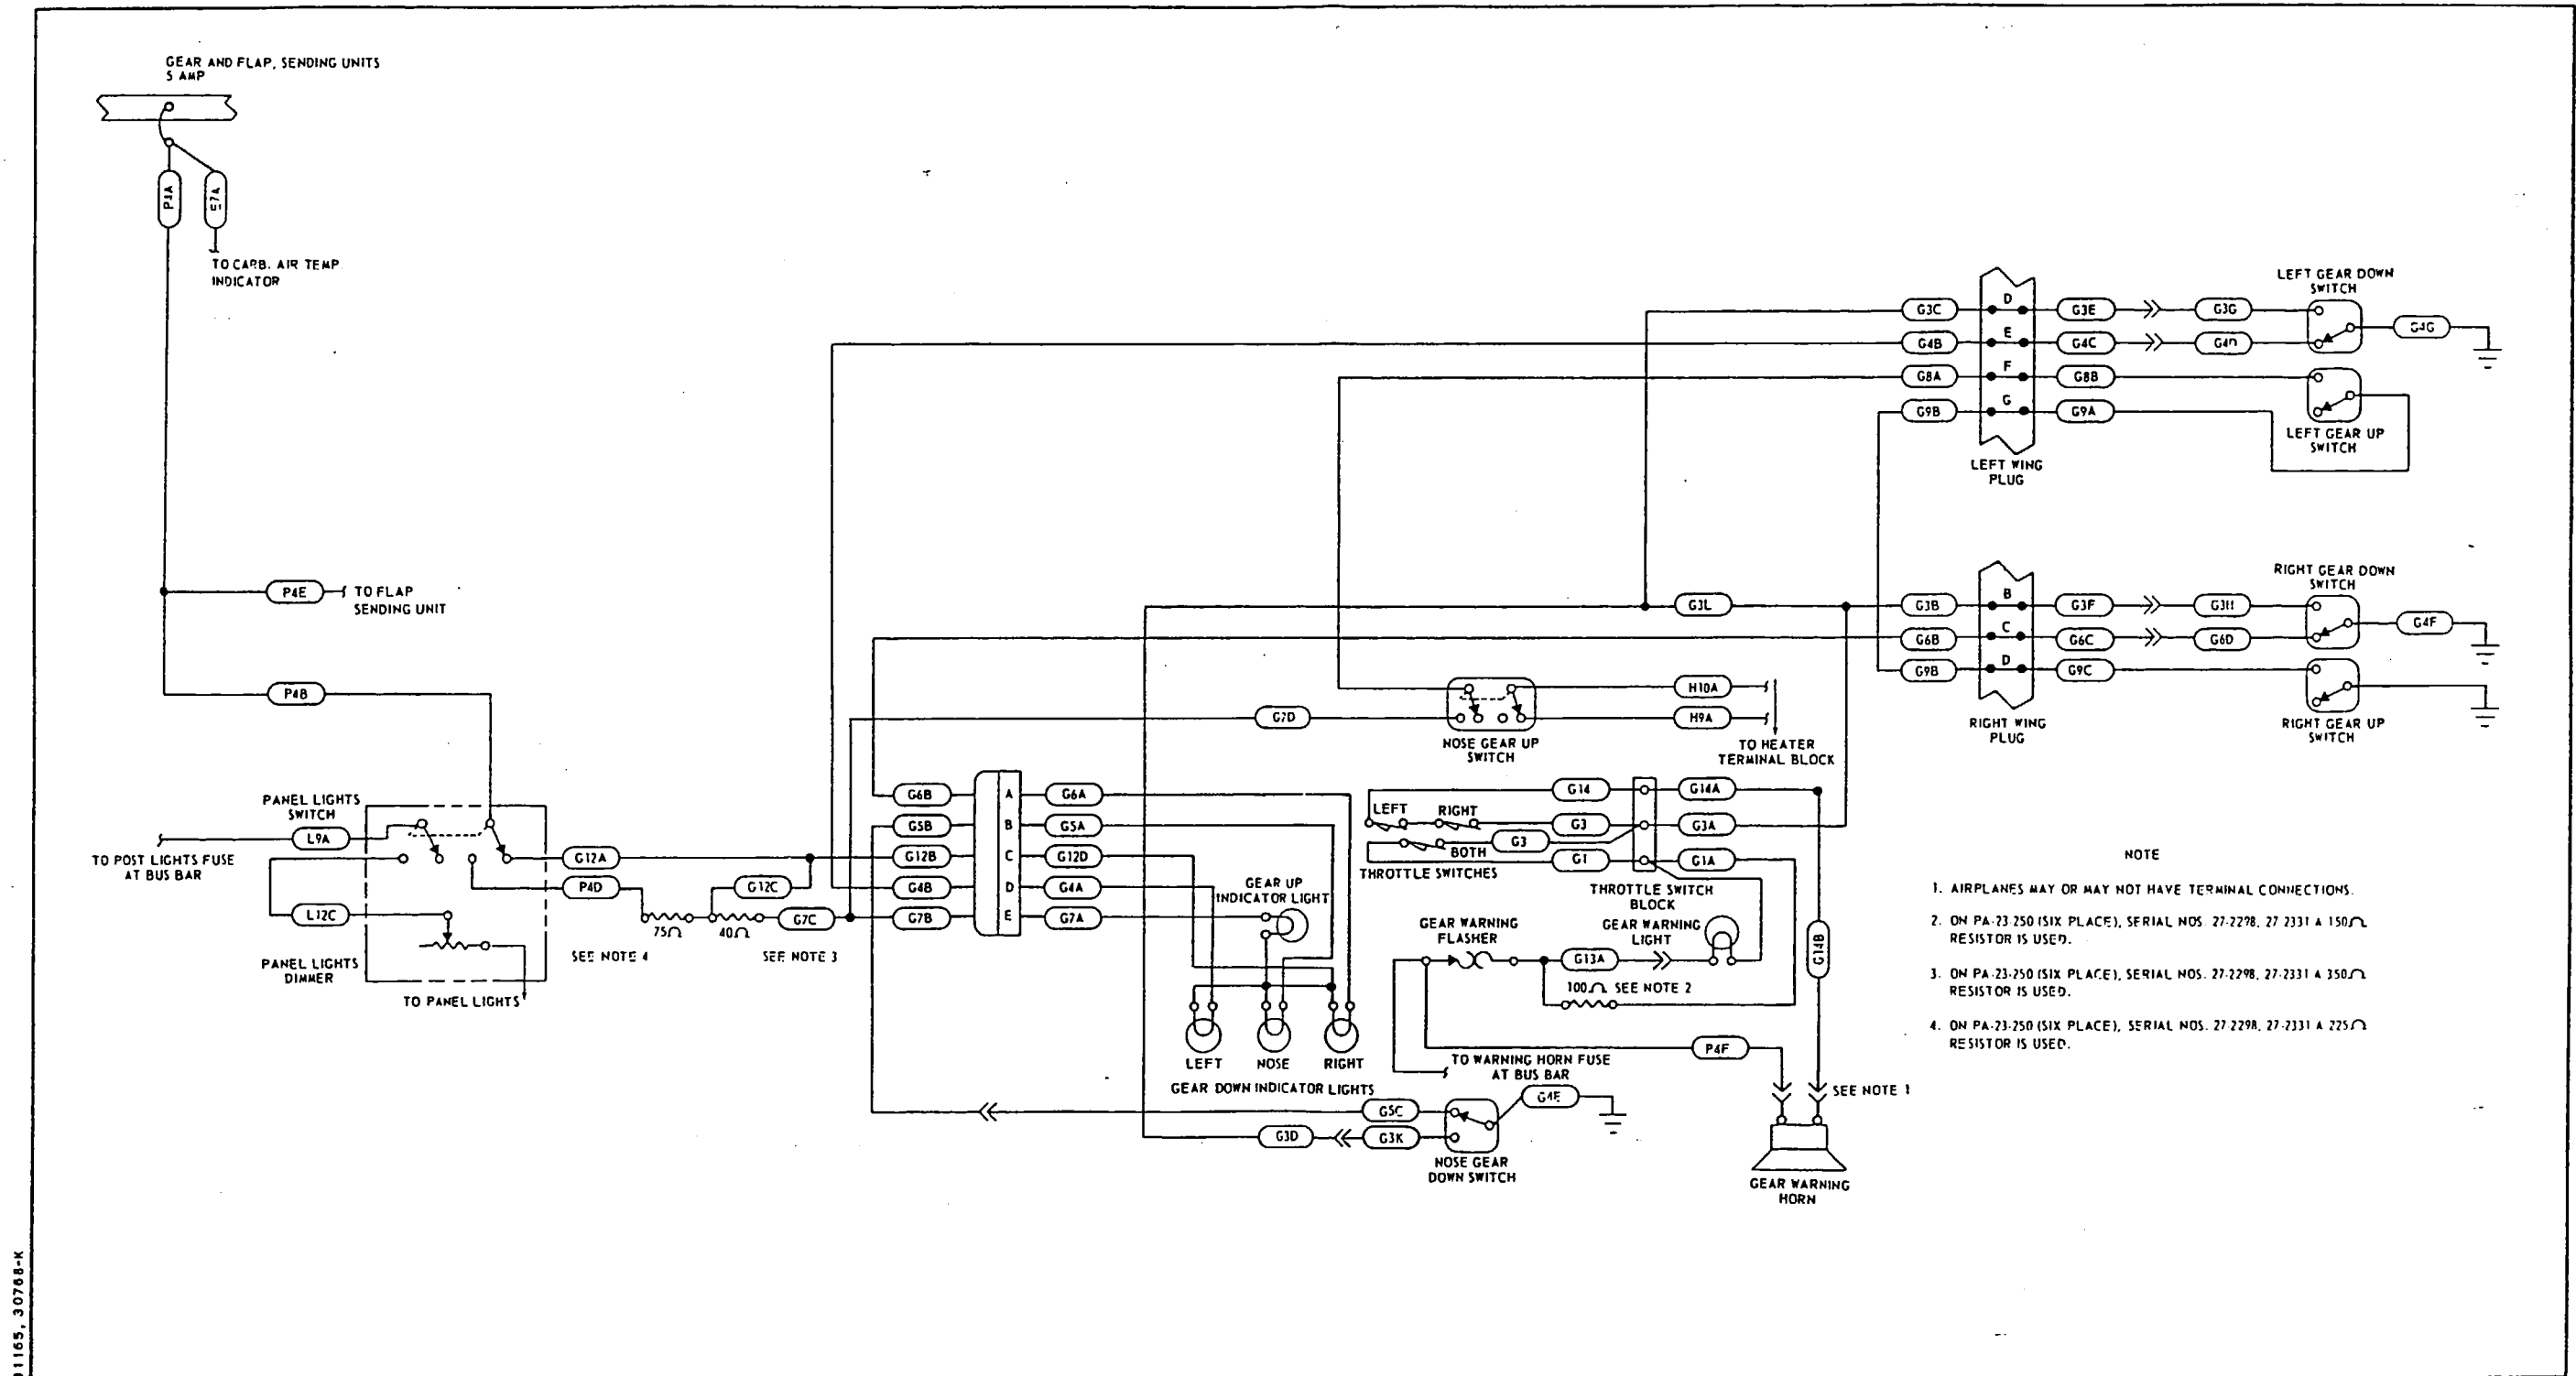 GEAR AND FLAP, SENDING UNITS
5 AMP
P4A
TO CARB. AIR TEMP.
INDICATOR
P4E
TO FLAP
SENDING UNIT
P4B
PANEL LIGHTS
SWITCH
L9A
TO POST LIGHTS FUSE
AT BUS BAR
L12C
PANEL LIGHTS
DIMMER
TO PANEL LIGHTS
G12A
P4D
G12C
75Ω
40Ω
G7C
SEE NOTE 4
SEE NOTE 3
G6B
A
G6A
G5B
B
G5A
G12B
C
G12D
G4B
D
G4A
G7B
E
G7A
GEAR UP
INDICATOR LIGHT
LEFT
NOSE
RIGHT
GEAR DOWN INDICATOR LIGHTS
G7D
NOSE GEAR UP
SWITCH
H10A
H9A
TO HEATER
TERMINAL BLOCK
LEFT
RIGHT
G14
G14A
G3
G3A
BOTH
G3
G1
G1A
THROTTLE SWITCHES
THROTTLE SWITCH
BLOCK
GEAR WARNING
FLASHER
GEAR WARNING
LIGHT
G13A
100Ω SEE NOTE 2
G14B
P4F
TO WARNING HORN FUSE
AT BUS BAR
SEE NOTE 1
G5C
G4E
G3D
G3K
NOSE GEAR
DOWN SWITCH
GEAR WARNING
HORN
G3L
G3C
D
G3E
G3G
G4B
E
G4C
G4D
G8A
F
G8B
G9B
G
G9A
LEFT WING
PLUG
LEFT GEAR DOWN
SWITCH
G4G
LEFT GEAR UP
SWITCH
G3B
B
G3F
G3H
G6B
C
G6C
G6D
G9B
D
G9C
RIGHT WING
PLUG
RIGHT GEAR DOWN
SWITCH
G4F
RIGHT GEAR UP
SWITCH
NOTE
1. AIRPLANES MAY OR MAY NOT HAVE TERMINAL CONNECTIONS.
2. ON PA-23-250 (SIX PLACE), SERIAL NOS. 27-2298, 27-2331 A 150Ω
RESISTOR IS USED.
3. ON PA-23-250 (SIX PLACE), SERIAL NOS. 27-2298, 27-2331 A 350Ω
RESISTOR IS USED.
4. ON PA-23-250 (SIX PLACE), SERIAL NOS. 27-2298, 27-2331 A 225Ω
RESISTOR IS USED.
30768-K